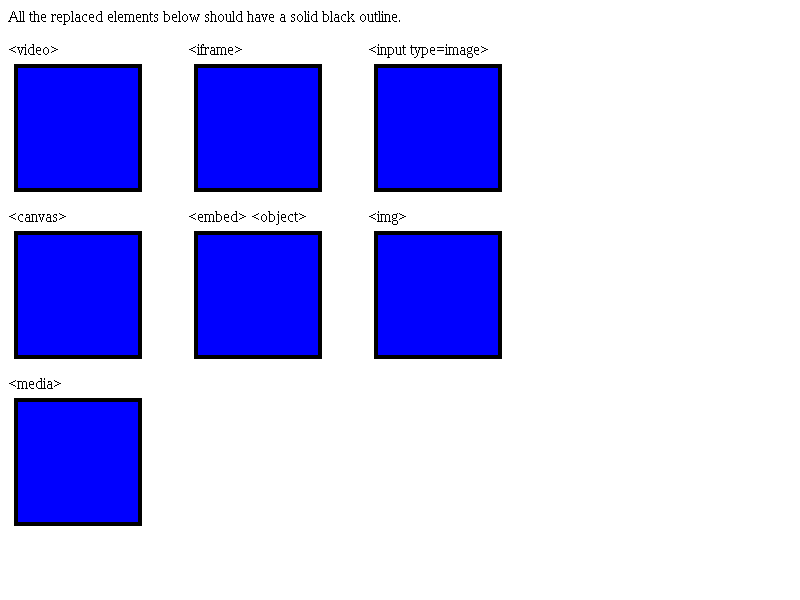 All the replaced elements below should have a solid black outline.
<video> <iframe> <input type=image>
<canvas> <embed> <object> <img>
<media>